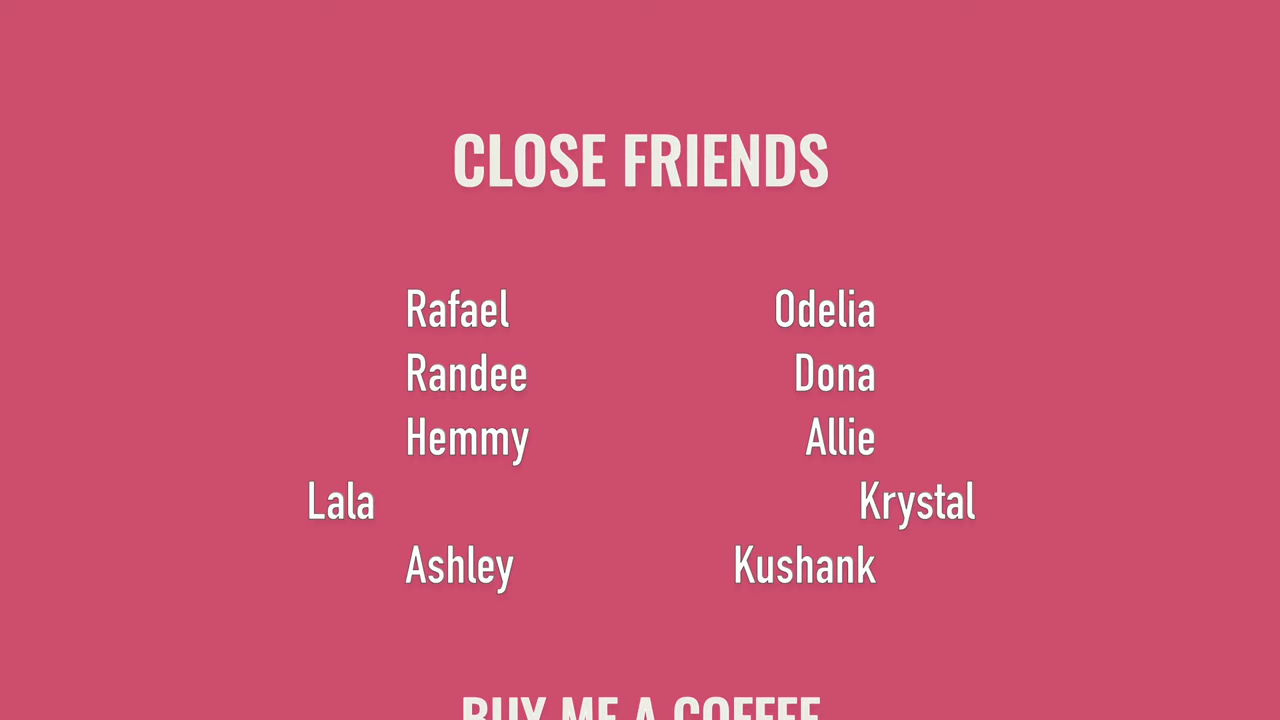 CLOSE FRIENDS
Rafael Odelia
Randee Dona
Hemmy Allie
Lala Krystal
Ashley Kushank
BUY ME A COFFEE